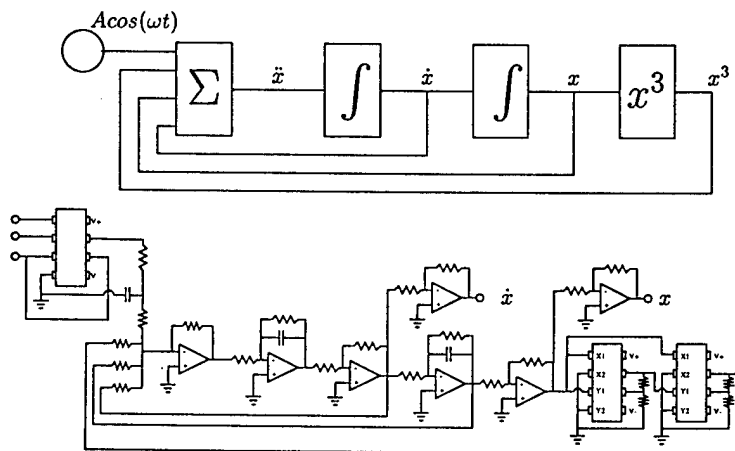 Acos(ωt)
Σ
ẍ
∫
ẋ
∫
x
x³
x³
V+
V
ẋ
x
X1
X2
Y1
Y2
V+
V-
X1
X2
Y1
Y2
V+
V-